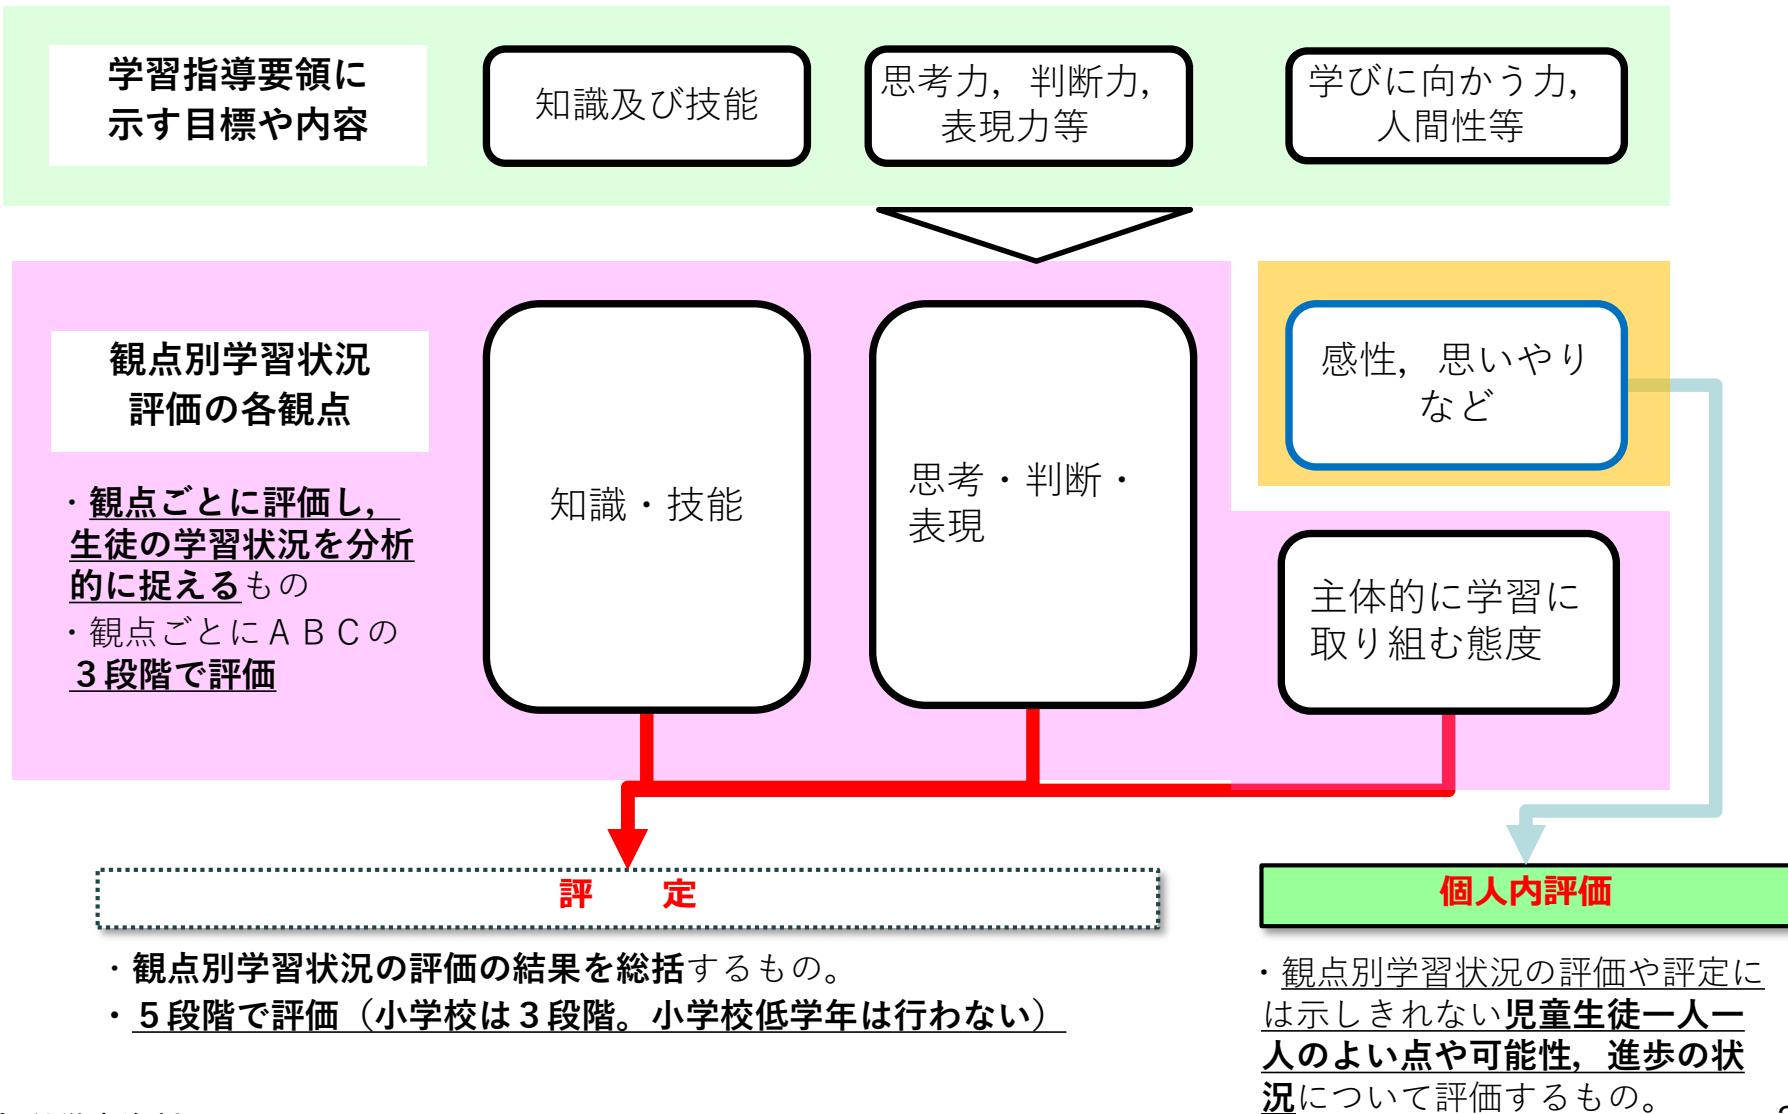 学習指導要領に
示す目標や内容
知識及び技能
思考力，判断力，
表現力等
学びに向かう力，
人間性等
観点別学習状況
評価の各観点
・観点ごとに評価し，
生徒の学習状況を分析
的に捉えるもの
・観点ごとにＡＢＣの
３段階で評価
知識・技能
思考・判断・
表現
感性，思いやり
など
主体的に学習に
取り組む態度
評　定
・観点別学習状況の評価の結果を総括するもの。
・５段階で評価（小学校は３段階。小学校低学年は行わない）
個人内評価
・観点別学習状況の評価や評定に
は示しきれない児童生徒一人一
人のよい点や可能性，進歩の状
況について評価するもの。